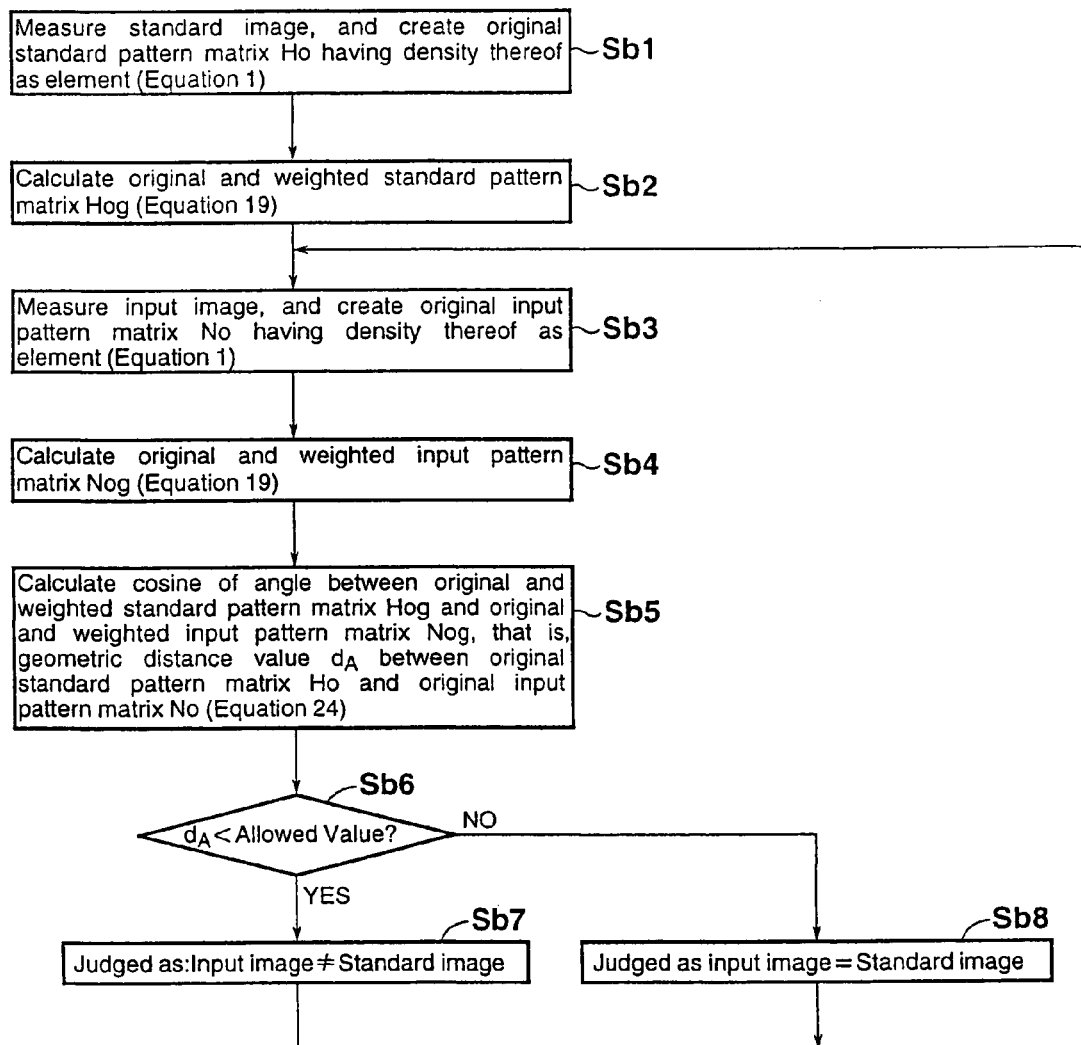 Measure standard image, and create original
standard pattern matrix Ho having density thereof
as element (Equation 1)
Sb1
Calculate original and weighted standard pattern
matrix Hog (Equation 19)
Sb2
Measure input image, and create original input
pattern matrix No having density thereof as
element (Equation 1)
Sb3
Calculate original and weighted input pattern
matrix Nog (Equation 19)
Sb4
Calculate cosine of angle between original and
weighted standard pattern matrix Hog and original
and weighted input pattern matrix Nog, that is,
geometric distance value dA between original
standard pattern matrix Ho and original input
pattern matrix No (Equation 24)
Sb5
Sb6
dA < Allowed Value?
NO
YES
Sb7
Judged as:Input image ≠ Standard image
Sb8
Judged as input image = Standard image